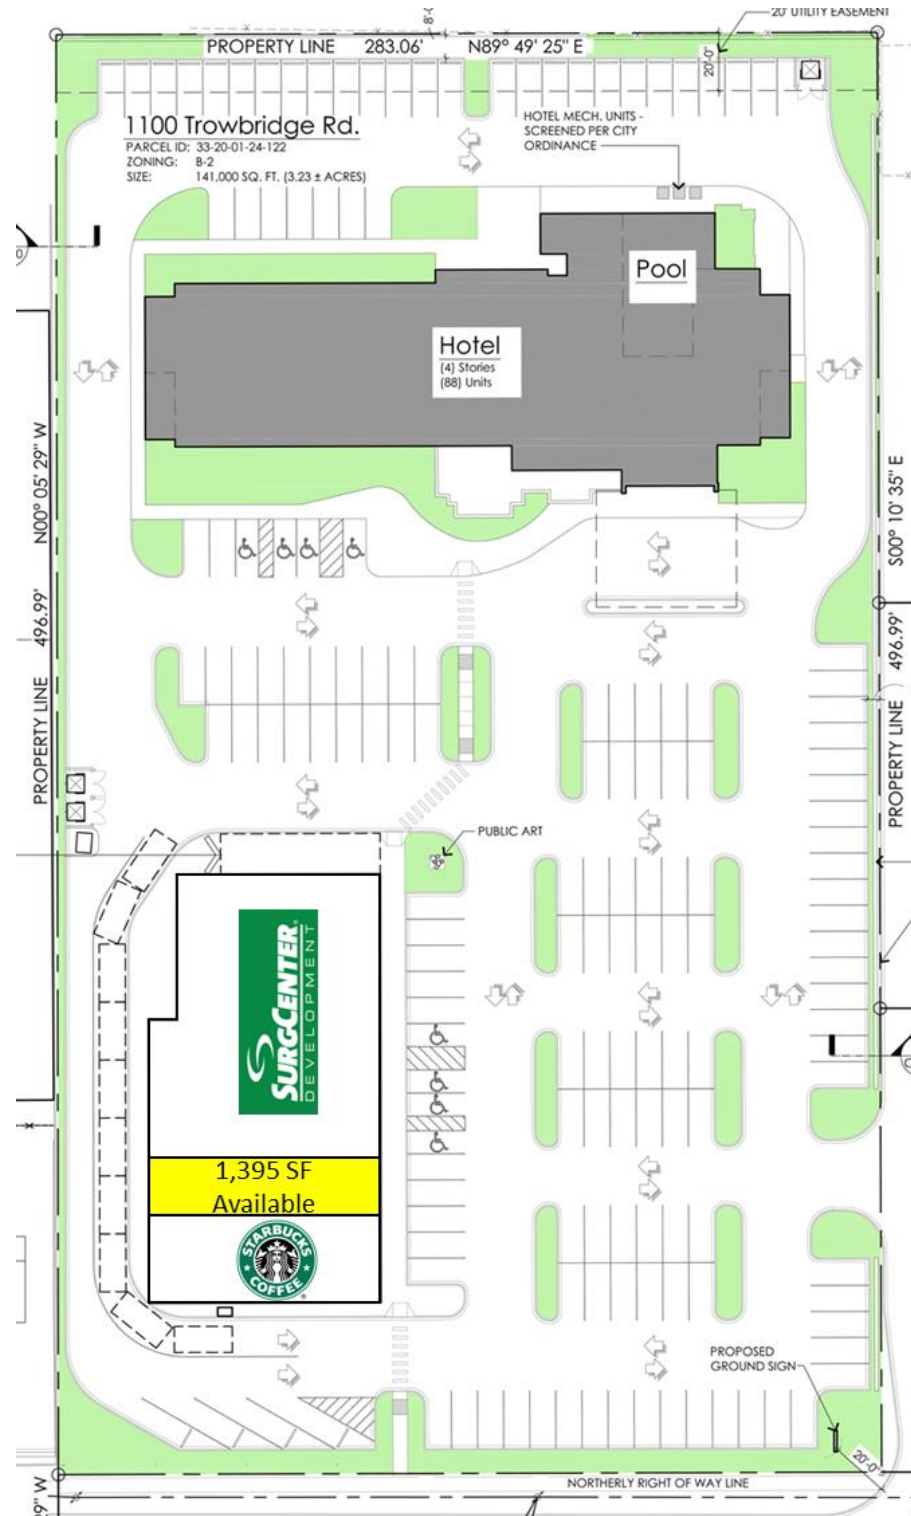 8'-
20' UTILITY EASEMENT
PROPERTY LINE 283.06' N89° 49' 25" E
20'-0"
1100 Trowbridge Rd.
PARCEL ID: 33-20-01-24-122
ZONING: B-2
SIZE: 141,000 SQ. FT. (3.23 ± ACRES)
HOTEL MECH. UNITS -
SCREENED PER CITY
ORDINANCE
Pool
Hotel
(4) Stories
(88) Units
PROPERTY LINE 496.99' N00° 05' 29" W
S00° 10' 35" E
PROPERTY LINE 496.99'
PUBLIC ART
SURGCENTER
DEVELOPMENT
1,395 SF
Available
STARBUCKS
COFFEE
®
PROPOSED
GROUND SIGN
20'-0"
NORTHERLY RIGHT OF WAY LINE
9" W